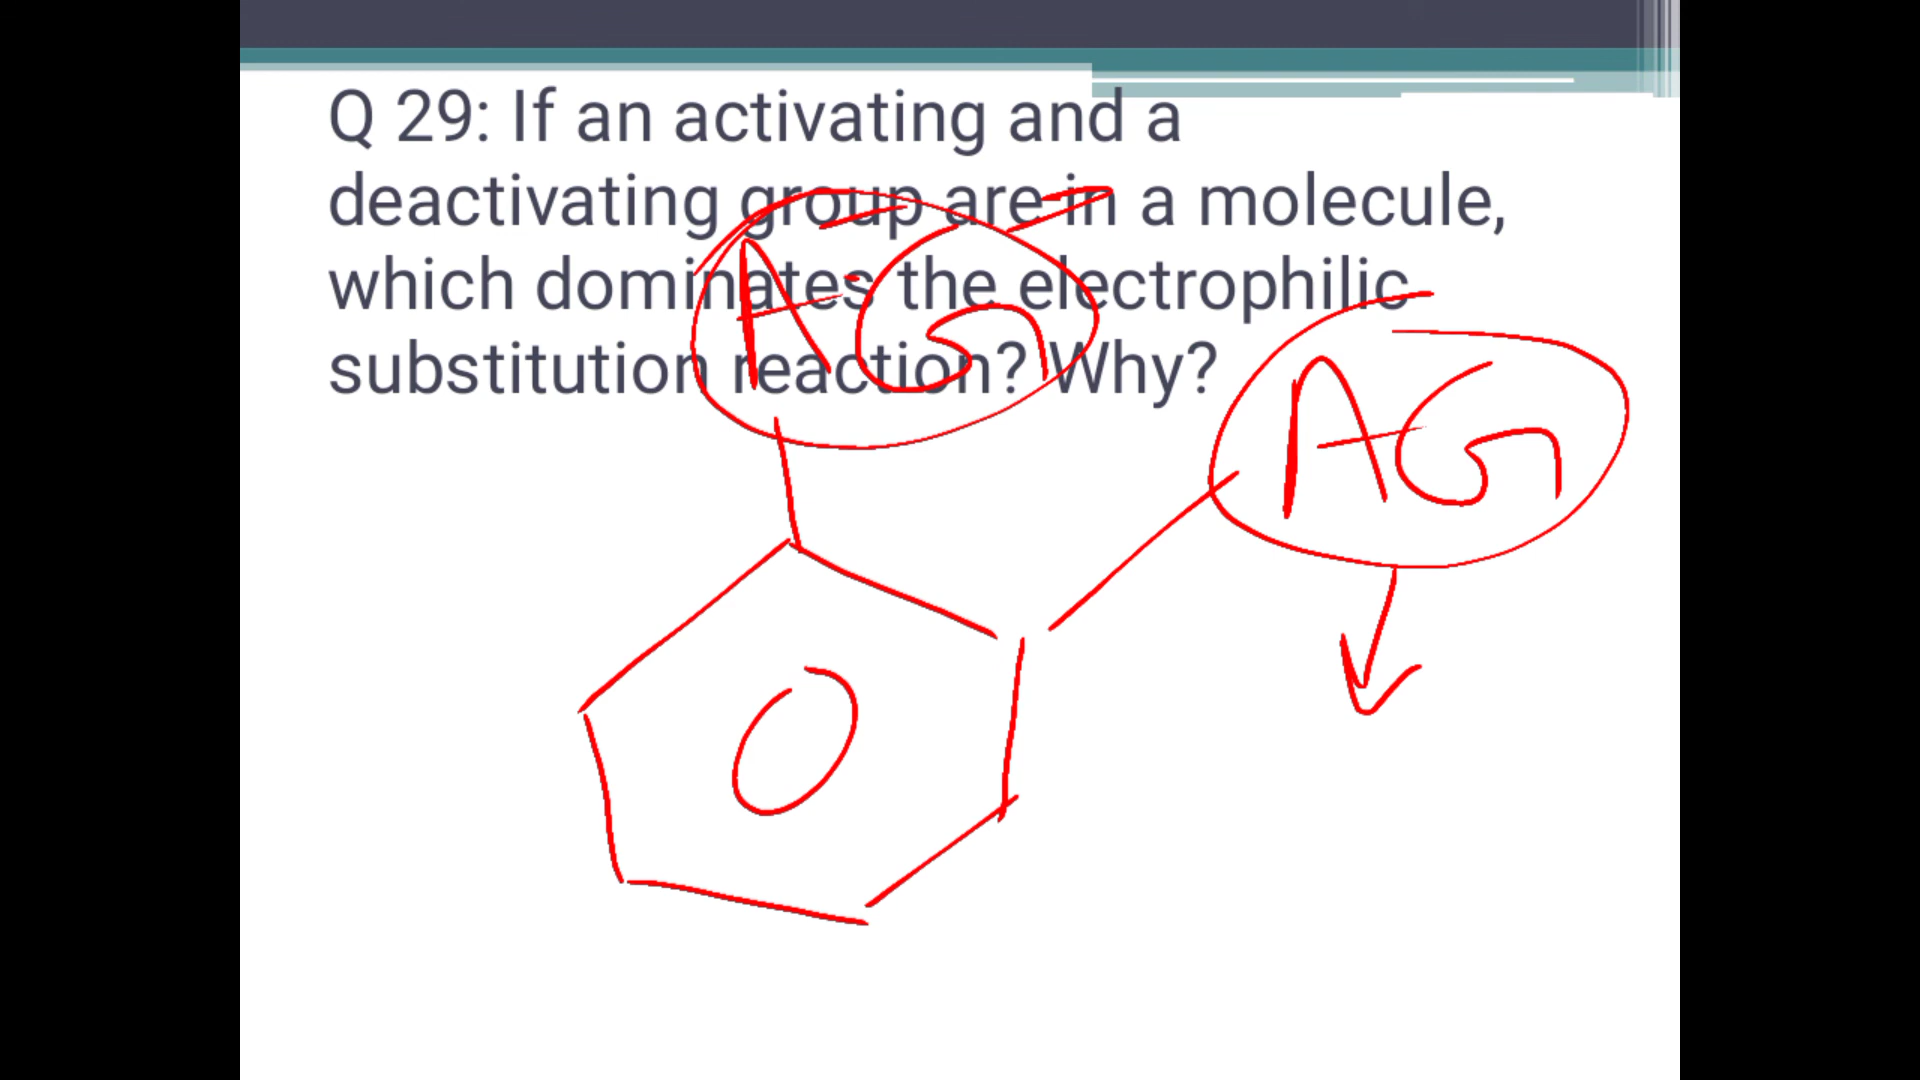 Q 29: If an activating and a
deactivating group are in a molecule,
which dominates the electrophilic
substitution reaction? Why?
AG
AG